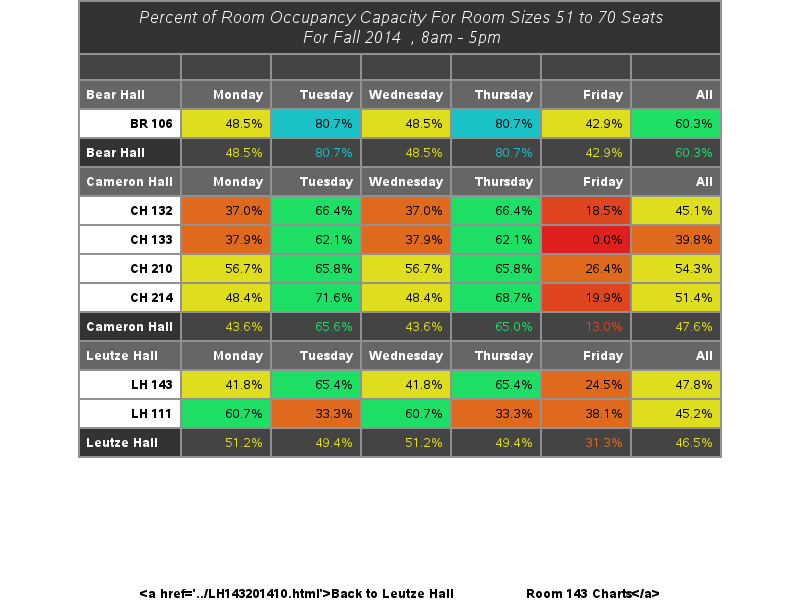 Percent of Room Occupancy Capacity For Room Sizes 51 to 70 Seats
For Fall 2014 , 8am - 5pm
Bear Hall Monday Tuesday Wednesday Thursday Friday All
BR 106 48.5% 80.7% 48.5% 80.7% 42.9% 60.3%
Bear Hall 48.5% 80.7% 48.5% 80.7% 42.9% 60.3%
Cameron Hall Monday Tuesday Wednesday Thursday Friday All
CH 132 37.0% 66.4% 37.0% 66.4% 18.5% 45.1%
CH 133 37.9% 62.1% 37.9% 62.1% 0.0% 39.8%
CH 210 56.7% 65.8% 56.7% 65.8% 26.4% 54.3%
CH 214 48.4% 71.6% 48.4% 68.7% 19.9% 51.4%
Cameron Hall 43.6% 65.6% 43.6% 65.0% 13.0% 47.6%
Leutze Hall Monday Tuesday Wednesday Thursday Friday All
LH 143 41.8% 65.4% 41.8% 65.4% 24.5% 47.8%
LH 111 60.7% 33.3% 60.7% 33.3% 38.1% 45.2%
Leutze Hall 51.2% 49.4% 51.2% 49.4% 31.3% 46.5%
<a href='../LH143201410.html'>Back to Leutze Hall Room 143 Charts</a>